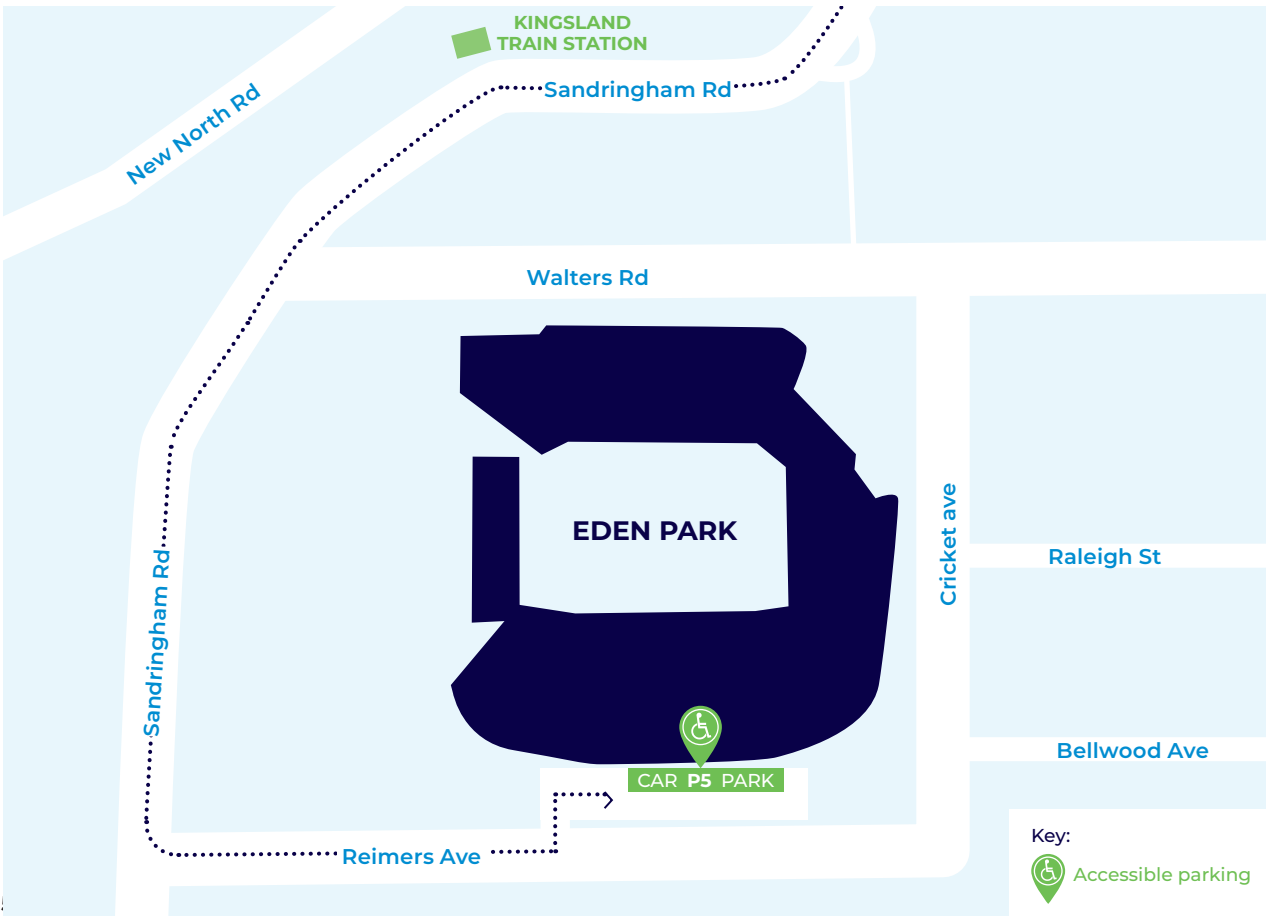 KINGSLAND
TRAIN STATION
Sandringham Rd
New North Rd
Walters Rd
EDEN PARK
Cricket ave
Raleigh St
Sandringham Rd
Bellwood Ave
CAR P5 PARK
Reimers Ave
Key:
Accessible parking